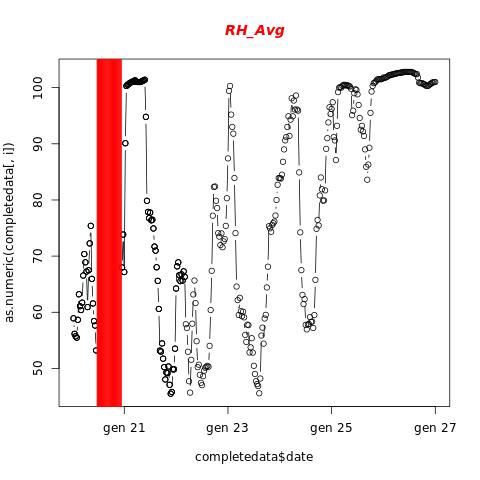 RH_Avg
as.numeric(completedata[, i])
100
90
80
70
60
50
gen 21
gen 23
gen 25
gen 27
completedata$date